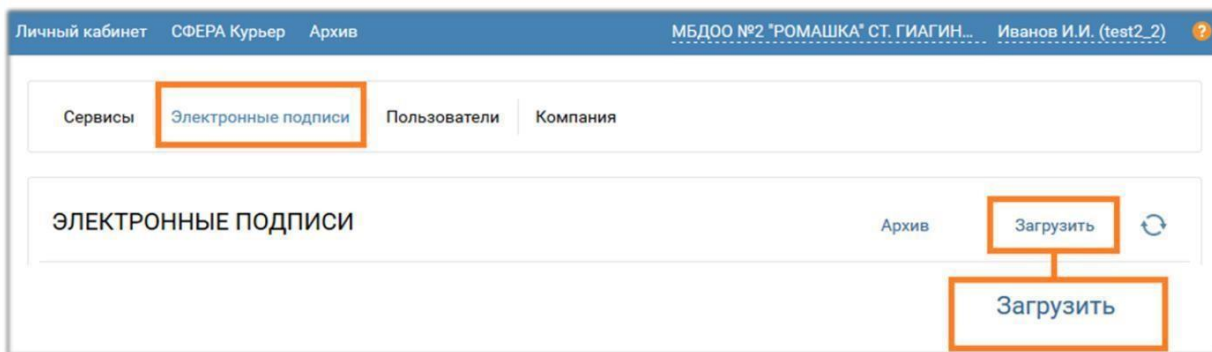 Личный кабинет СФЕРА Курьер Архив МБДОО №2 "РОМАШКА" СТ. ГИАГИН... Иванов И.И. (test2_2) ?
Сервисы Электронные подписи Пользователи Компания
ЭЛЕКТРОННЫЕ ПОДПИСИ Архив Загрузить
Загрузить